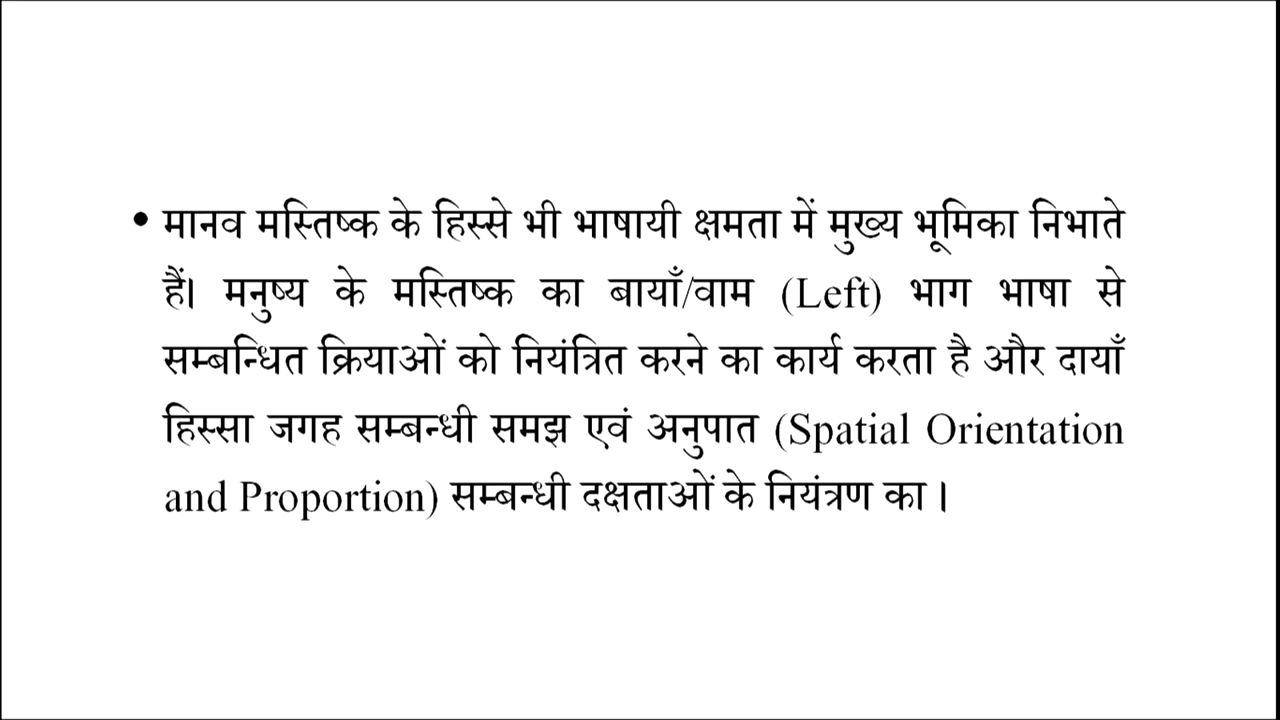 • मानव मस्तिष्क के हिस्से भी भाषायी क्षमता में मुख्य भूमिका निभाते
हैं। मनुष्य के मस्तिष्क का बायाँ/वाम (Left) भाग भाषा से
सम्बन्धित क्रियाओं को नियंत्रित करने का कार्य करता है और दायाँ
हिस्सा जगह सम्बन्धी समझ एवं अनुपात (Spatial Orientation
and Proportion) सम्बन्धी दक्षताओं के नियंत्रण का ।